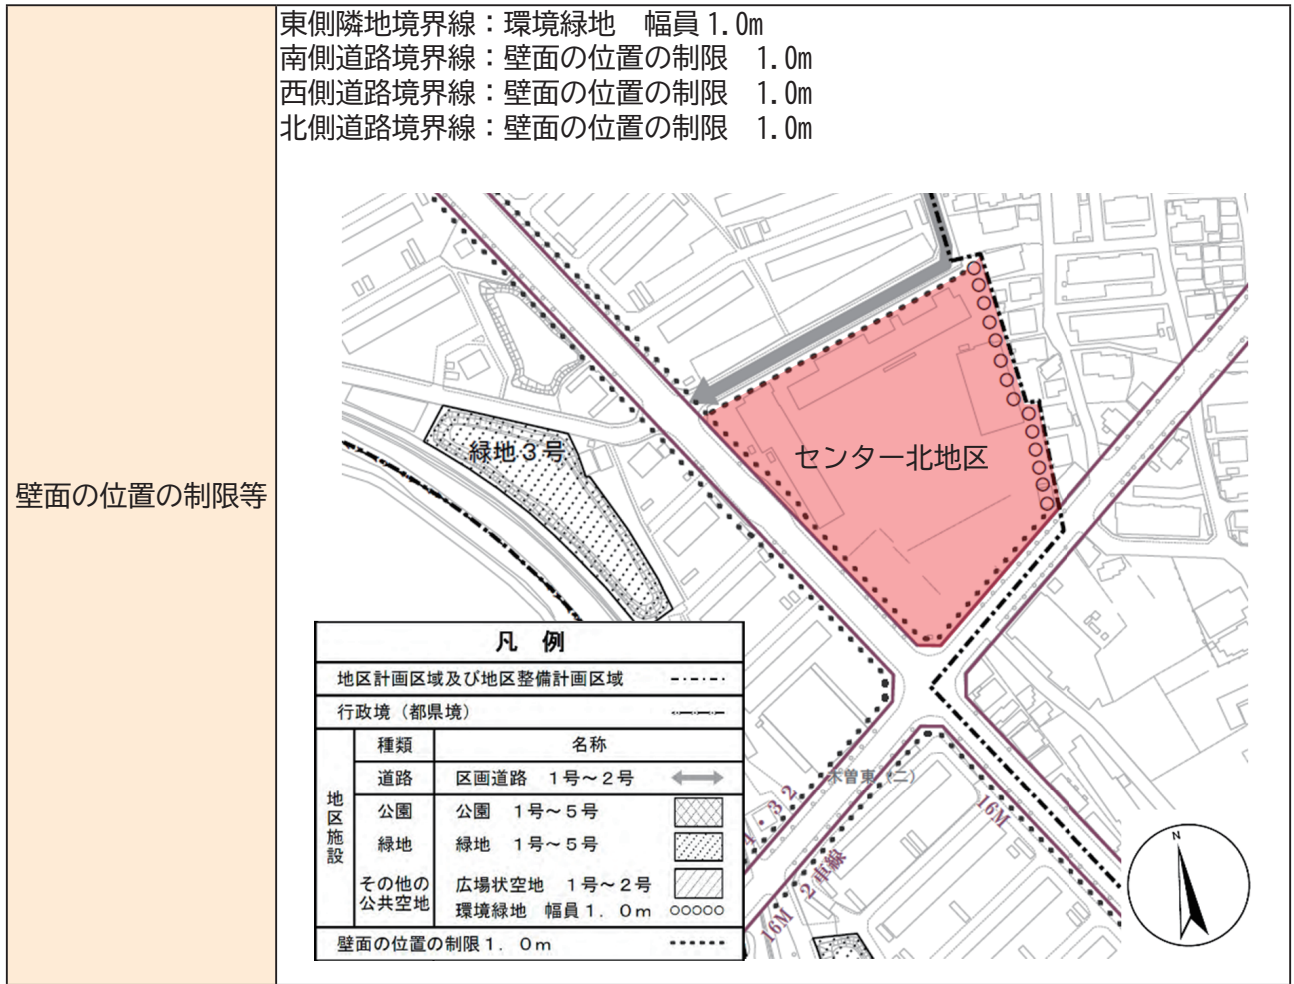 壁面の位置の制限等
東側隣地境界線：環境緑地　幅員 1.0m
南側道路境界線：壁面の位置の制限　1.0m
西側道路境界線：壁面の位置の制限　1.0m
北側道路境界線：壁面の位置の制限　1.0m
緑地３号
センター北地区
木曽東（二）
16M
４・３２
16M ２車線
N
凡 例
地区計画区域及び地区整備計画区域
行政境（都県境）
種類 名称
地区施設
道路 区画道路　１号～２号
公園 公園　１号～５号
緑地 緑地　１号～５号
その他の公共空地 広場状空地　１号～２号
環境緑地　幅員１．０ｍ
壁面の位置の制限１．０ｍ